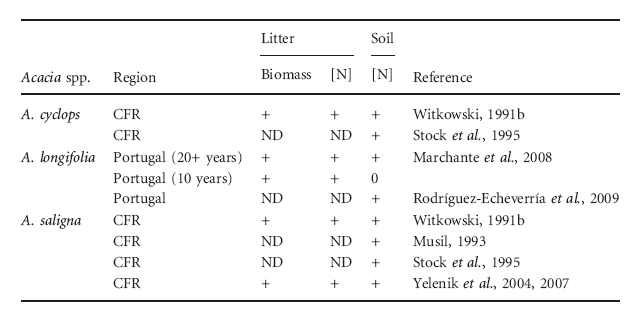 Litter Soil
Acacia spp. Region Biomass [N] [N] Reference
A. cyclops CFR + + + Witkowski, 1991b
CFR ND ND + Stock et al., 1995
A. longifolia Portugal (20+ years) + + + Marchante et al., 2008
Portugal (10 years) + + 0
Portugal ND ND + Rodríguez-Echeverría et al., 2009
A. saligna CFR + + + Witkowski, 1991b
CFR ND ND + Musil, 1993
CFR ND ND + Stock et al., 1995
CFR + + + Yelenik et al., 2004, 2007